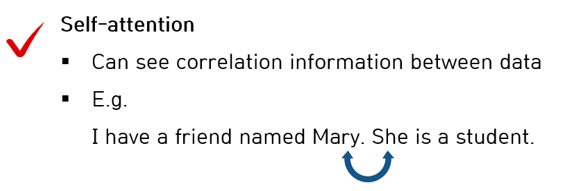 Self-attention
▪ Can see correlation information between data
▪ E.g.
I have a friend named Mary. She is a student.